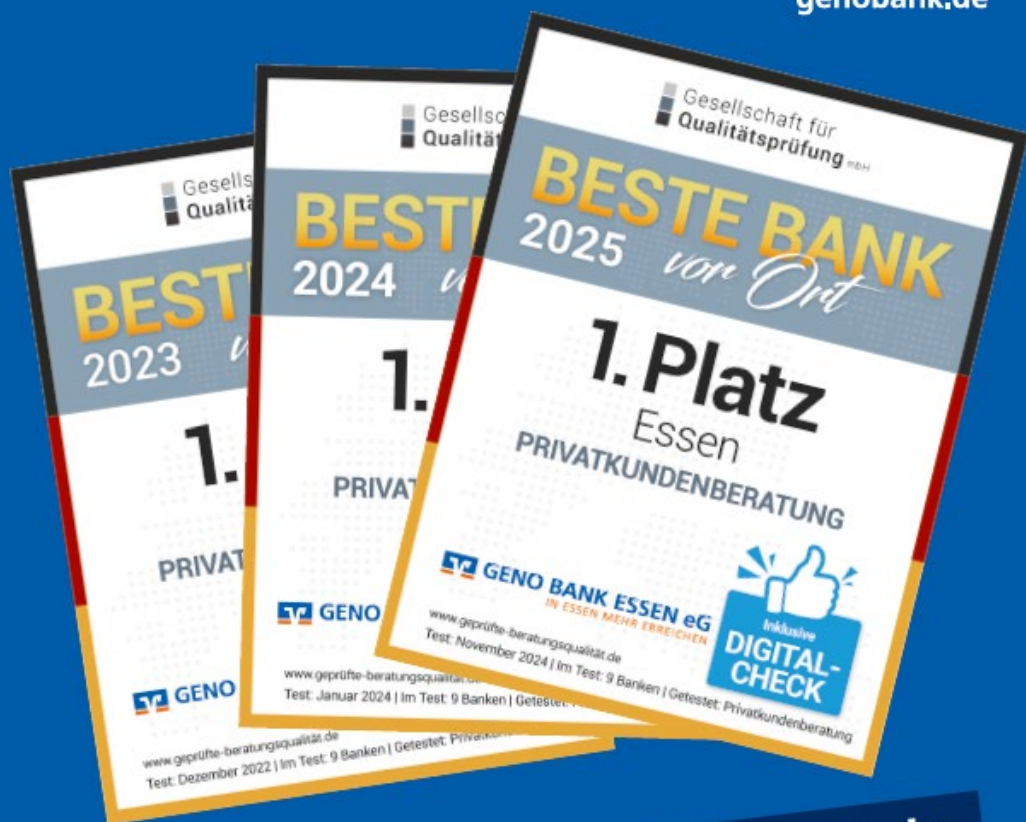 genobank.de
Gesells
Qualitä
BEST
2023
1.
PRIVAT
GENO
www.geprüfte-beratungsqualität.de
Test: Dezember 2022 | Im Test: 9 Banken | Getestet:
Gesellsc
Qualität
BEST
2024
1.
PRIVAT
GENO
www.geprüfte-beratungsqualität.de
Test: Januar 2024 | Im Test: 9 Banken | Getestet:
Gesellschaft für
Qualitätsprüfung mbH
BESTE BANK
2025 vor Ort
1. Platz
Essen
PRIVATKUNDENBERATUNG
GENO BANK ESSEN eG
IN ESSEN MEHR ERREICHEN
www.geprüfte-beratungsqualität.de
Test: November 2024 | Im Test: 9 Banken | Getestet: Privatkundenberatung
Inklusive
DIGITAL-
CHECK